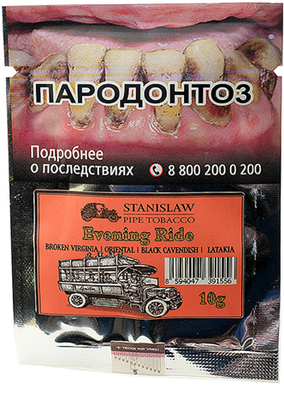 ПАРОДОНТОЗ
Подробнее
о последствиях
8 800 200 0 200
STANISLAW
PIPE TOBACCO
Evening Ride
BROKEN VIRGINIA | ORIENTAL | BLACK CAVENDISH | LATAKIA
8 594047 391556
10g